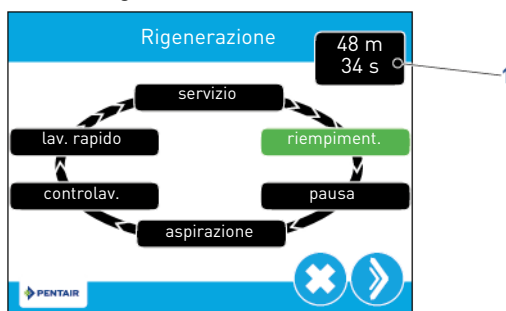 Rigenerazione
48 m
34 s
servizio
lav. rapido
riempiment.
controlav.
pausa
aspirazione
PENTAIR